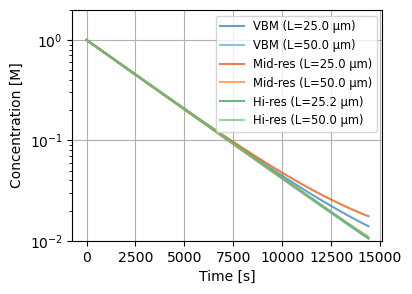 Concentration [M]
10⁰
10⁻¹
10⁻²
VBM (L=25.0 μm)
VBM (L=50.0 μm)
Mid-res (L=25.0 μm)
Mid-res (L=50.0 μm)
Hi-res (L=25.2 μm)
Hi-res (L=50.0 μm)
0 2500 5000 7500 10000 12500 15000
Time [s]